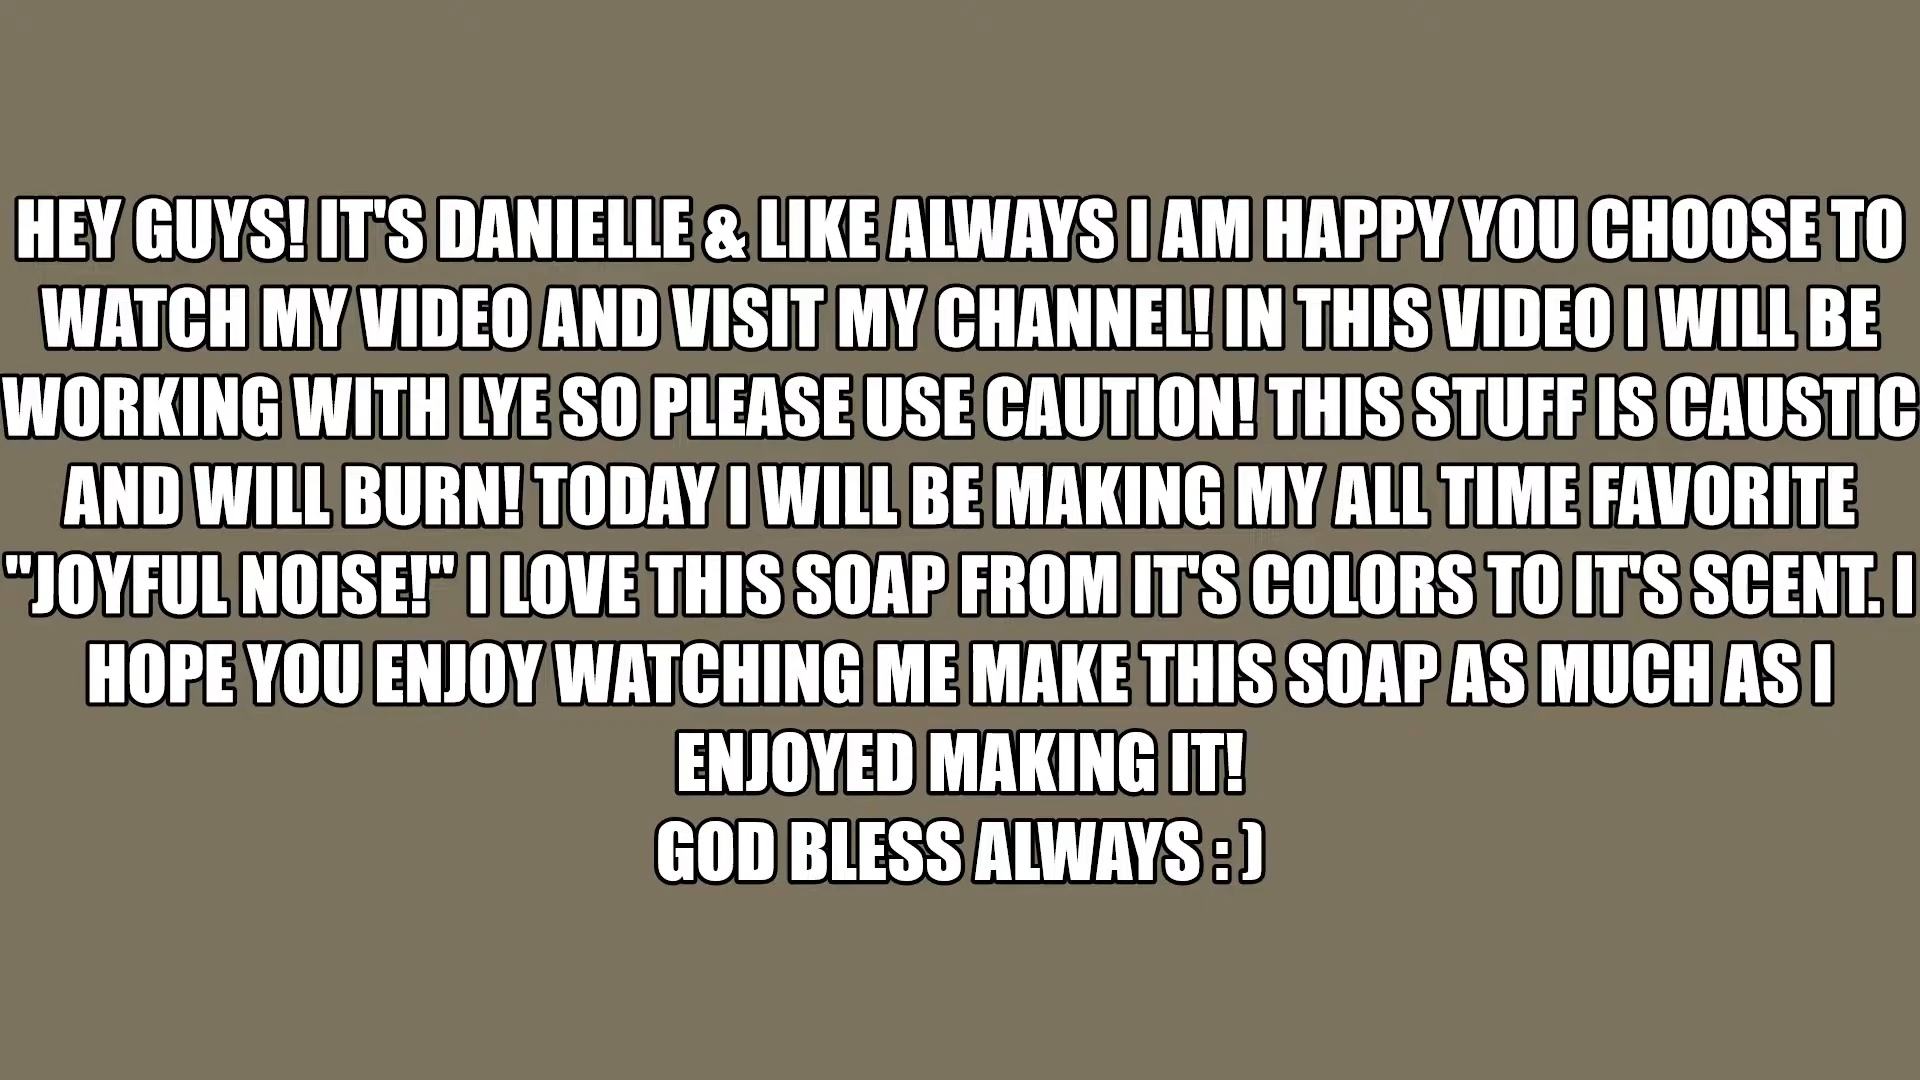 HEY GUYS! IT'S DANIELLE & LIKE ALWAYS I AM HAPPY YOU CHOOSE TO
WATCH MY VIDEO AND VISIT MY CHANNEL! IN THIS VIDEO I WILL BE
WORKING WITH LYE SO PLEASE USE CAUTION! THIS STUFF IS CAUSTIC
AND WILL BURN! TODAY I WILL BE MAKING MY ALL TIME FAVORITE
"JOYFUL NOISE!" I LOVE THIS SOAP FROM IT'S COLORS TO IT'S SCENT. I
HOPE YOU ENJOY WATCHING ME MAKE THIS SOAP AS MUCH AS I
ENJOYED MAKING IT!
GOD BLESS ALWAYS : )